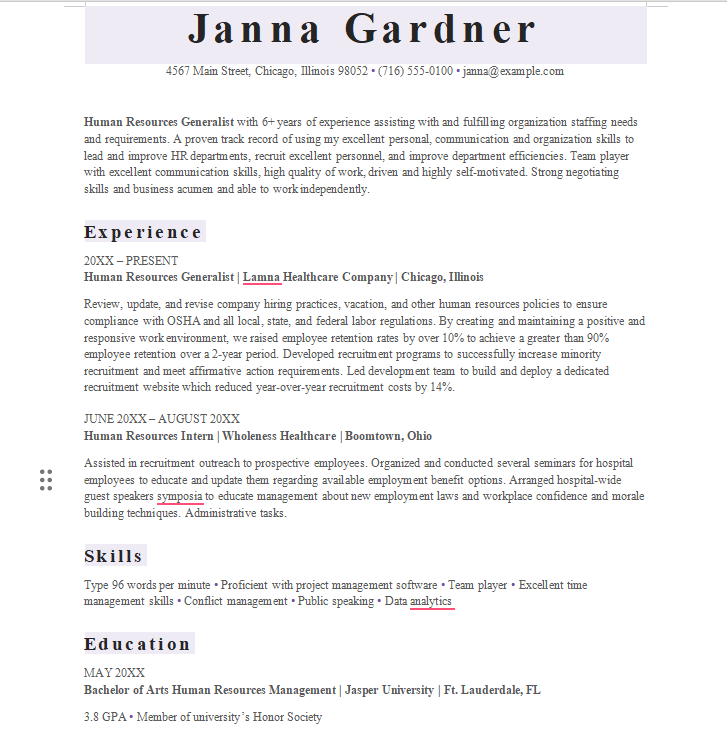 Janna Gardner
4567 Main Street, Chicago, Illinois 98052 • (716) 555-0100 • janna@example.com
Human Resources Generalist with 6+ years of experience assisting with and fulfilling organization staffing needs
and requirements. A proven track record of using my excellent personal, communication and organization skills to
lead and improve HR departments, recruit excellent personnel, and improve department efficiencies. Team player
with excellent communication skills, high quality of work, driven and highly self-motivated. Strong negotiating
skills and business acumen and able to work independently.
Experience
20XX – PRESENT
Human Resources Generalist | Lamna Healthcare Company | Chicago, Illinois
Review, update, and revise company hiring practices, vacation, and other human resources policies to ensure
compliance with OSHA and all local, state, and federal labor regulations. By creating and maintaining a positive and
responsive work environment, we raised employee retention rates by over 10% to achieve a greater than 90%
employee retention over a 2-year period. Developed recruitment programs to successfully increase minority
recruitment and meet affirmative action requirements. Led development team to build and deploy a dedicated
recruitment website which reduced year-over-year recruitment costs by 14%.
JUNE 20XX – AUGUST 20XX
Human Resources Intern | Wholeness Healthcare | Boomtown, Ohio
Assisted in recruitment outreach to prospective employees. Organized and conducted several seminars for hospital
employees to educate and update them regarding available employment benefit options. Arranged hospital-wide
guest speakers symposia to educate management about new employment laws and workplace confidence and morale
building techniques. Administrative tasks.
Skills
Type 96 words per minute • Proficient with project management software • Team player • Excellent time
management skills • Conflict management • Public speaking • Data analytics
Education
MAY 20XX
Bachelor of Arts Human Resources Management | Jasper University | Ft. Lauderdale, FL
3.8 GPA • Member of university’s Honor Society